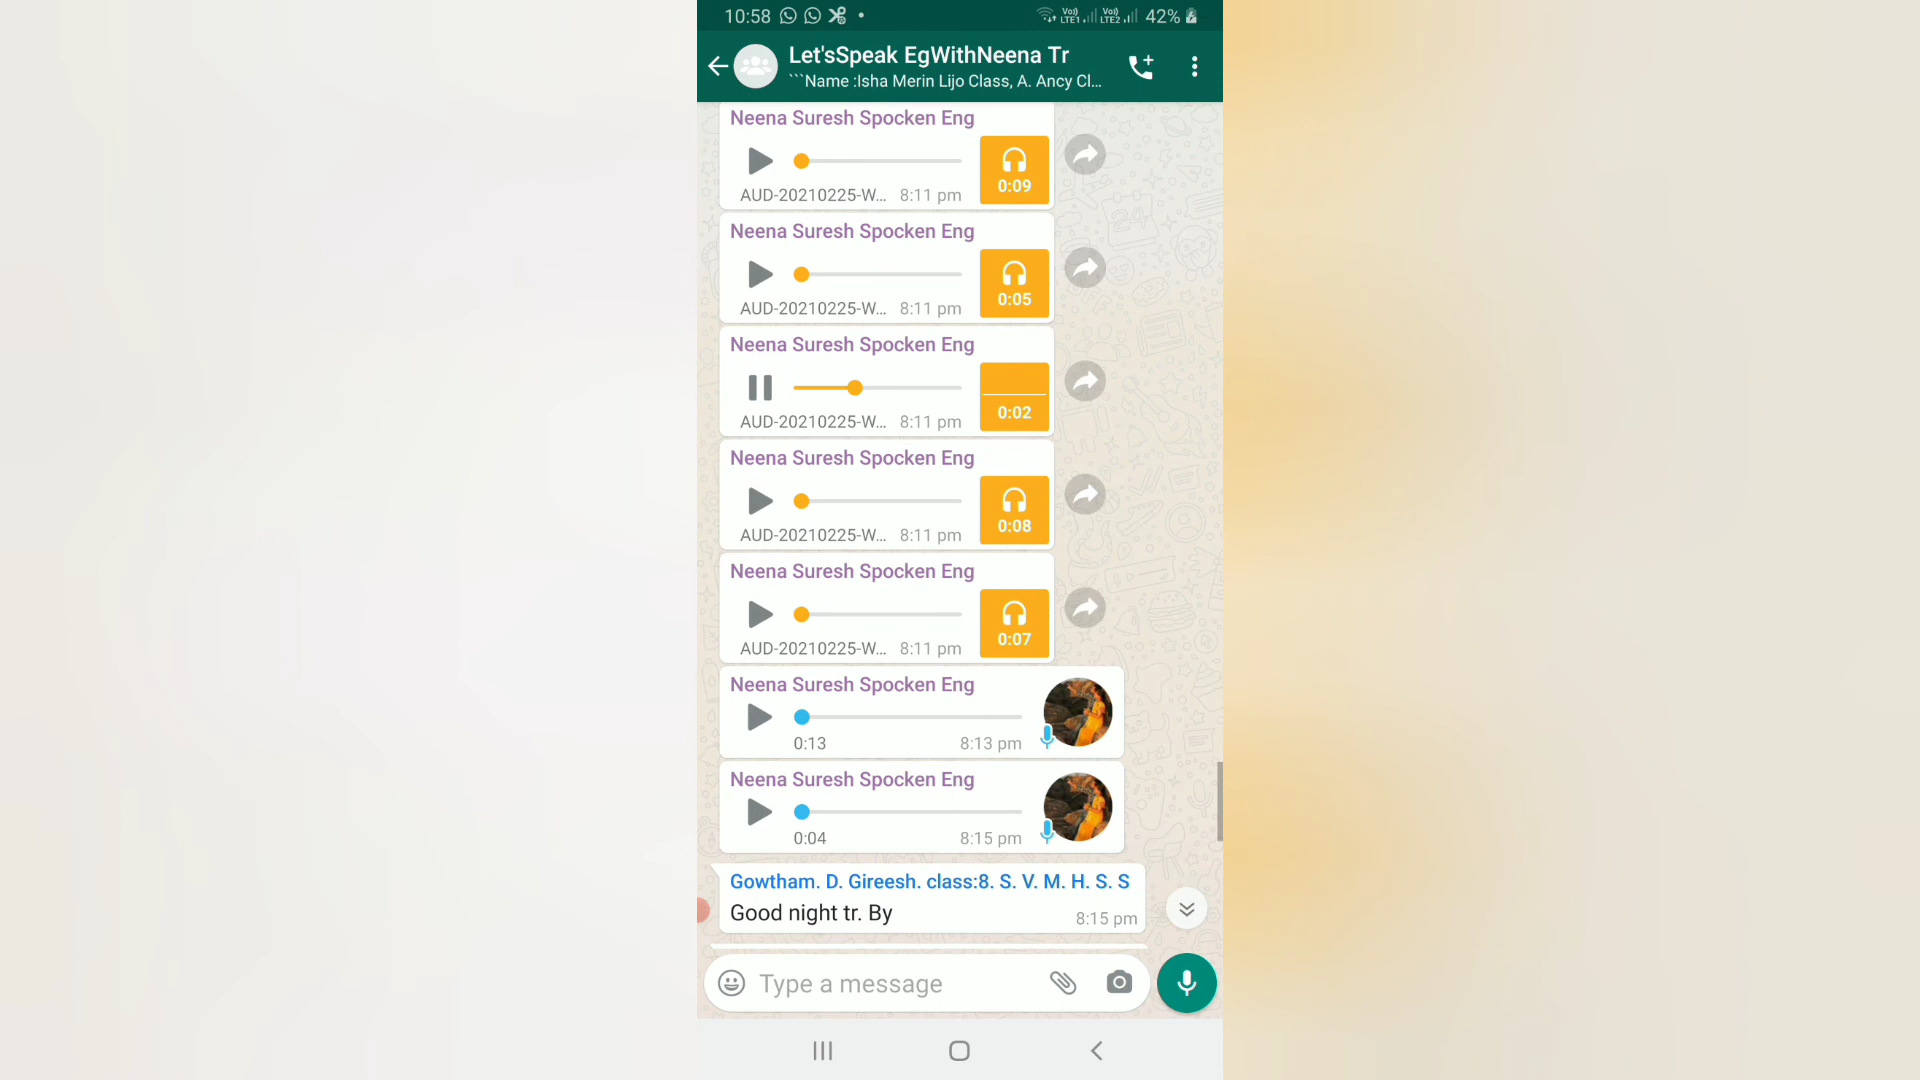 10:58
Vo) LTE1 Vo) LTE2 42%
Let'sSpeak EgWithNeena Tr
```Name :Isha Merin Lijo Class, A. Ancy Cl...
Neena Suresh Spocken Eng
0:09
AUD-20210225-W... 8:11 pm
Neena Suresh Spocken Eng
0:05
AUD-20210225-W... 8:11 pm
Neena Suresh Spocken Eng
0:02
AUD-20210225-W... 8:11 pm
Neena Suresh Spocken Eng
0:08
AUD-20210225-W... 8:11 pm
Neena Suresh Spocken Eng
0:07
AUD-20210225-W... 8:11 pm
Neena Suresh Spocken Eng
0:13 8:13 pm
Neena Suresh Spocken Eng
0:04 8:15 pm
Gowtham. D. Gireesh. class:8. S. V. M. H. S. S
Good night tr. By 8:15 pm
Type a message